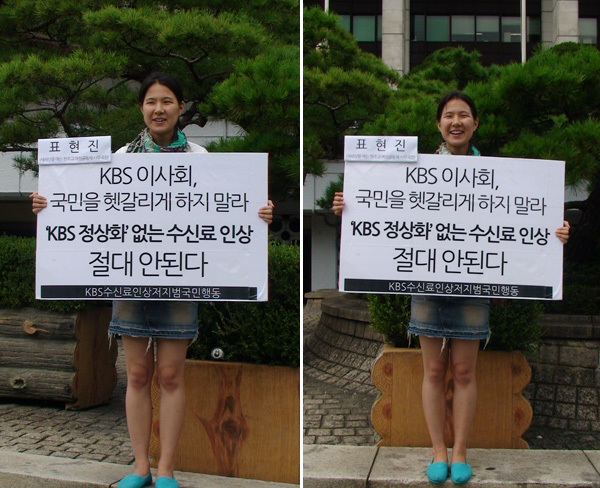 표 현 진
KBS 이사회,
국민을 헷갈리게 하지 말라
'KBS 정상화' 없는 수신료 인상
절대 안된다
KBS수신료인상저지범국민행동
표 현 진
KBS 이사회,
국민을 헷갈리게 하지 말라
'KBS 정상화' 없는 수신료 인상
절대 안된다
KBS수신료인상저지범국민행동